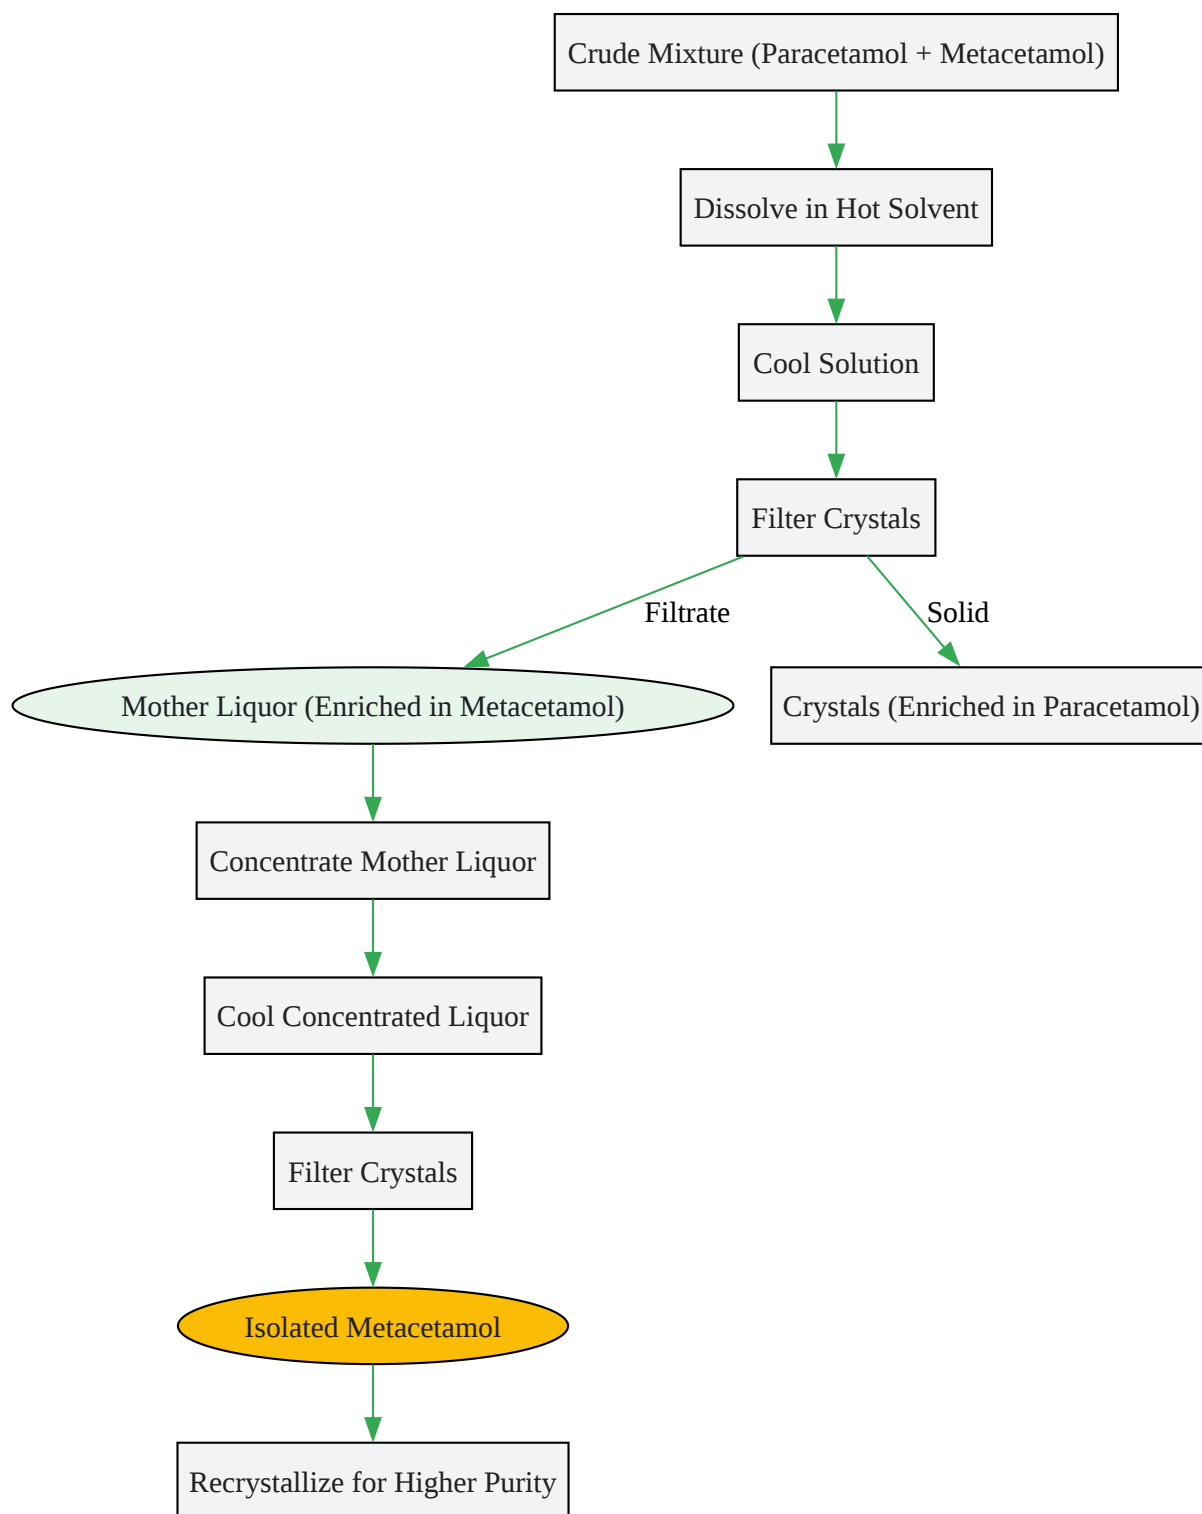 Crude Mixture (Paracetamol + Metacetamol)
Dissolve in Hot Solvent
Cool Solution
Filter Crystals
Filtrate
Solid
Mother Liquor (Enriched in Metacetamol)
Crystals (Enriched in Paracetamol)
Concentrate Mother Liquor
Cool Concentrated Liquor
Filter Crystals
Isolated Metacetamol
Recrystallize for Higher Purity